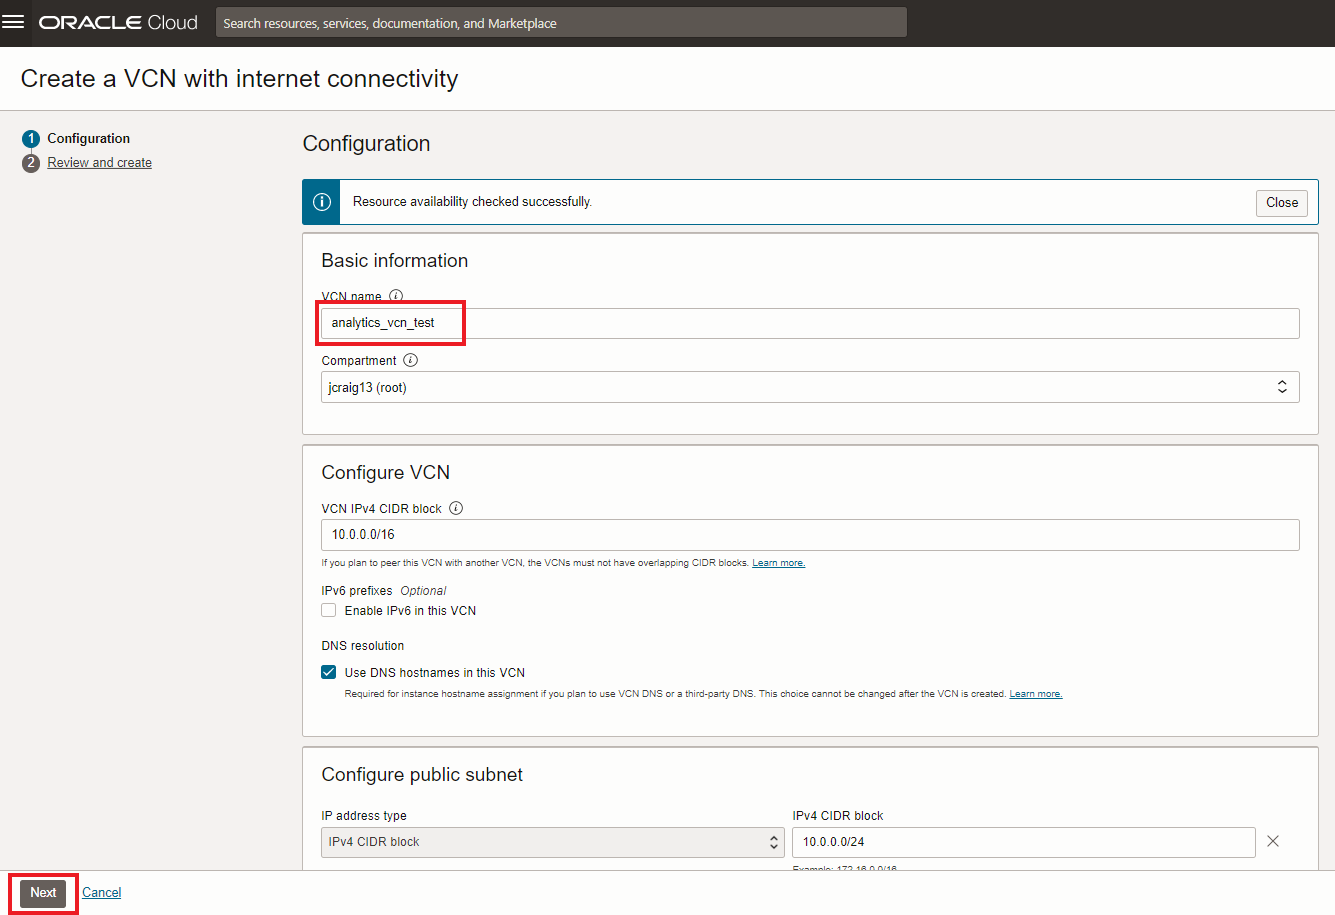 ORACLE Cloud
Search resources, services, documentation, and Marketplace
Create a VCN with internet connectivity
1 Configuration
2 Review and create
Configuration
Resource availability checked successfully.
Close
Basic information
VCN name
analytics_vcn_test
Compartment
jcraig13 (root)
Configure VCN
VCN IPv4 CIDR block
10.0.0.0/16
If you plan to peer this VCN with another VCN, the VCNs must not have overlapping CIDR blocks. Learn more.
IPv6 prefixes Optional
Enable IPv6 in this VCN
DNS resolution
Use DNS hostnames in this VCN
Required for instance hostname assignment if you plan to use VCN DNS or a third-party DNS. This choice cannot be changed after the VCN is created. Learn more.
Configure public subnet
IP address type
IPv4 CIDR block
IPv4 CIDR block
10.0.0.0/24
Example: 172.16.0.0/16
Next
Cancel